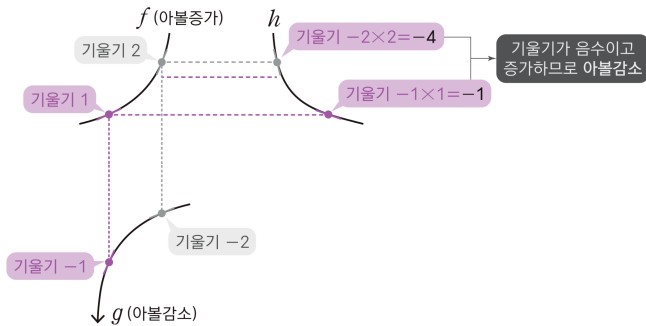 f (아볼증가)
h
기울기 2
기울기 −2×2=−4
기울기가 음수이고
증가하므로 아볼감소
기울기 1
기울기 −1×1=−1
기울기 −2
기울기 −1
g (아볼감소)